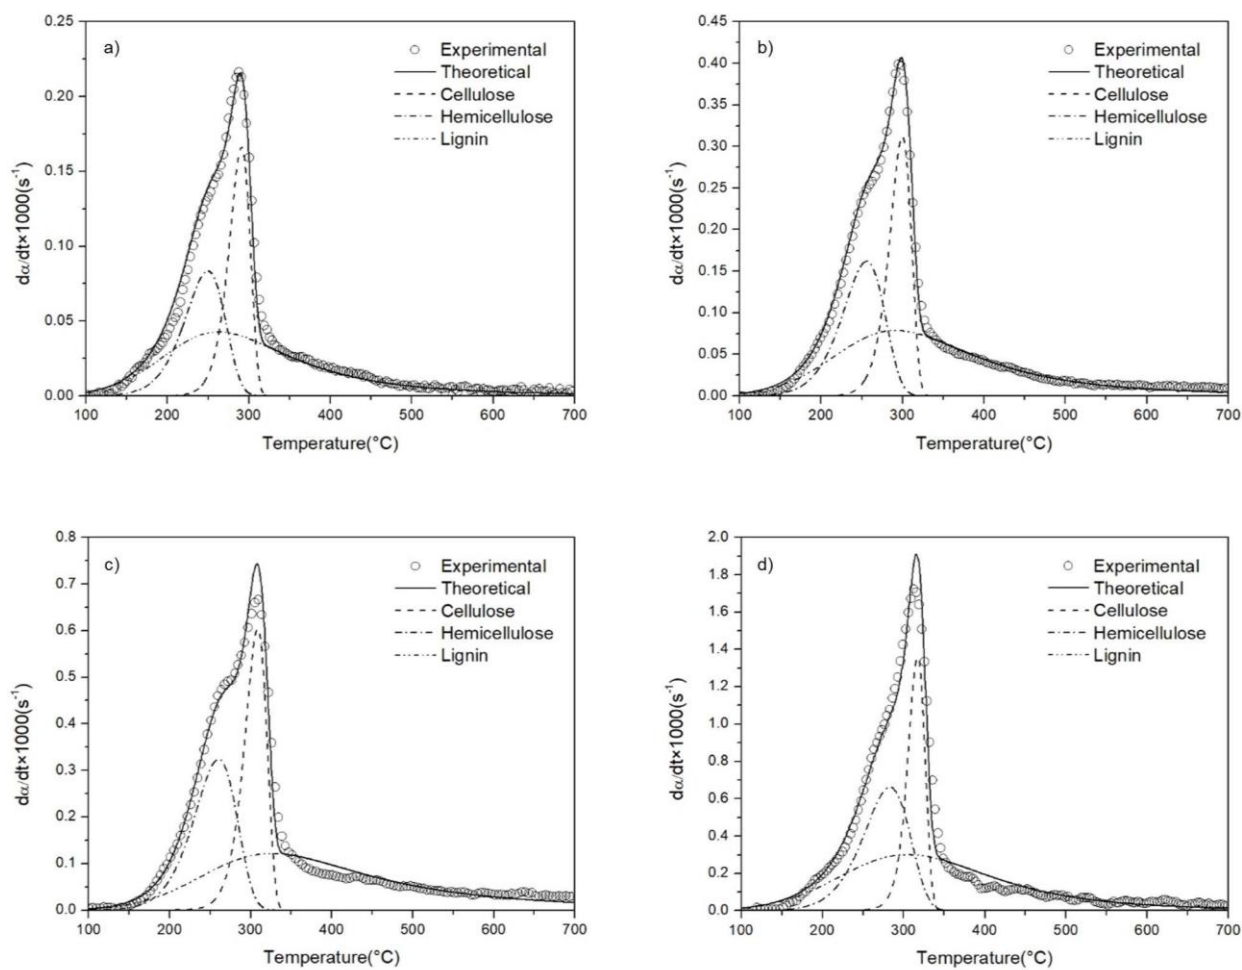 a)
Experimental
Theoretical
Cellulose
Hemicellulose
Lignin
0.25
0.20
0.15
0.10
0.05
0.00
dα/dt×1000(s⁻¹)
100 200 300 400 500 600 700
Temperature(°C)
b)
Experimental
Theoretical
Cellulose
Hemicellulose
Lignin
0.45
0.40
0.35
0.30
0.25
0.20
0.15
0.10
0.05
0.00
dα/dt×1000(s⁻¹)
100 200 300 400 500 600 700
Temperature(°C)
c)
Experimental
Theoretical
Cellulose
Hemicellulose
Lignin
0.8
0.7
0.6
0.5
0.4
0.3
0.2
0.1
0.0
dα/dt×1000(s⁻¹)
100 200 300 400 500 600 700
Temperature(°C)
d)
Experimental
Theoretical
Cellulose
Hemicellulose
Lignin
2.0
1.8
1.6
1.4
1.2
1.0
0.8
0.6
0.4
0.2
0.0
dα/dt×1000(s⁻¹)
100 200 300 400 500 600 700
Temperature(°C)